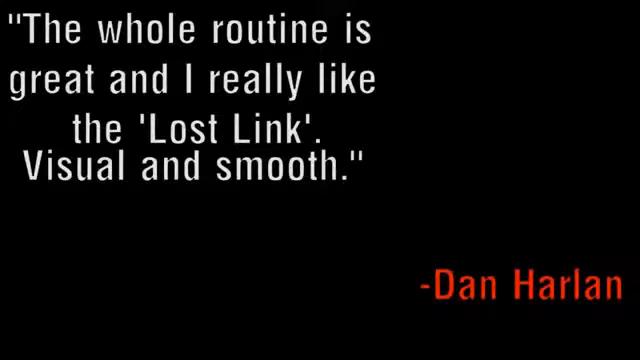 "The whole routine is
great and I really like
the 'Lost Link'.
Visual and smooth."
-Dan Harlan